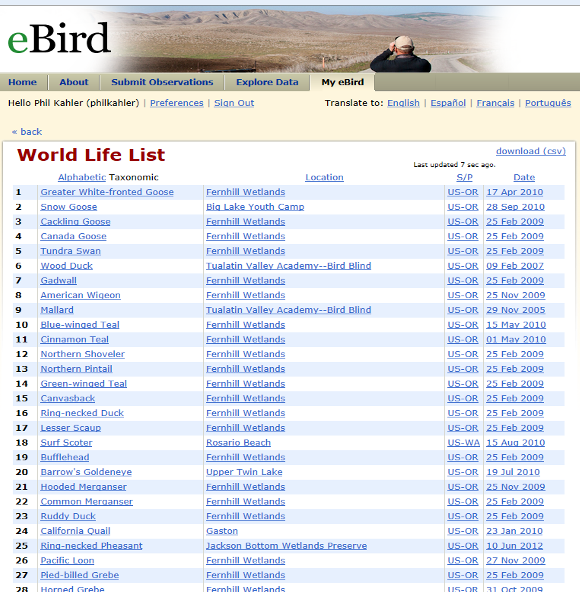 eBird
Home About Submit Observations Explore Data My eBird
Hello Phil Kahler (philkahler) | Preferences | Sign Out Translate to: English | Español | Français | Português
« back
World Life List download (csv)
Last updated 7 sec ago.
Alphabetic Taxonomic Location S/P Date
1 Greater White-fronted Goose Fernhill Wetlands US-OR 17 Apr 2010
2 Snow Goose Big Lake Youth Camp US-OR 28 Sep 2010
3 Cackling Goose Fernhill Wetlands US-OR 25 Feb 2009
4 Canada Goose Fernhill Wetlands US-OR 25 Feb 2009
5 Tundra Swan Fernhill Wetlands US-OR 25 Feb 2009
6 Wood Duck Tualatin Valley Academy--Bird Blind US-OR 09 Feb 2007
7 Gadwall Fernhill Wetlands US-OR 25 Feb 2009
8 American Wigeon Fernhill Wetlands US-OR 25 Nov 2009
9 Mallard Tualatin Valley Academy--Bird Blind US-OR 29 Nov 2005
10 Blue-winged Teal Fernhill Wetlands US-OR 15 May 2010
11 Cinnamon Teal Fernhill Wetlands US-OR 01 May 2010
12 Northern Shoveler Fernhill Wetlands US-OR 25 Feb 2009
13 Northern Pintail Fernhill Wetlands US-OR 25 Feb 2009
14 Green-winged Teal Fernhill Wetlands US-OR 25 Feb 2009
15 Canvasback Fernhill Wetlands US-OR 25 Feb 2009
16 Ring-necked Duck Fernhill Wetlands US-OR 25 Feb 2009
17 Lesser Scaup Fernhill Wetlands US-OR 25 Feb 2009
18 Surf Scoter Rosario Beach US-WA 15 Aug 2010
19 Bufflehead Fernhill Wetlands US-OR 25 Feb 2009
20 Barrow's Goldeneye Upper Twin Lake US-OR 19 Jul 2010
21 Hooded Merganser Fernhill Wetlands US-OR 25 Nov 2009
22 Common Merganser Fernhill Wetlands US-OR 25 Feb 2009
23 Ruddy Duck Fernhill Wetlands US-OR 25 Feb 2009
24 California Quail Gaston US-OR 23 Jan 2010
25 Ring-necked Pheasant Jackson Bottom Wetlands Preserve US-OR 10 Jun 2012
26 Pacific Loon Fernhill Wetlands US-OR 27 Nov 2009
27 Pied-billed Grebe Fernhill Wetlands US-OR 25 Feb 2009
28 Horned Grebe Fernhill Wetlands US-OR 31 Oct 2009